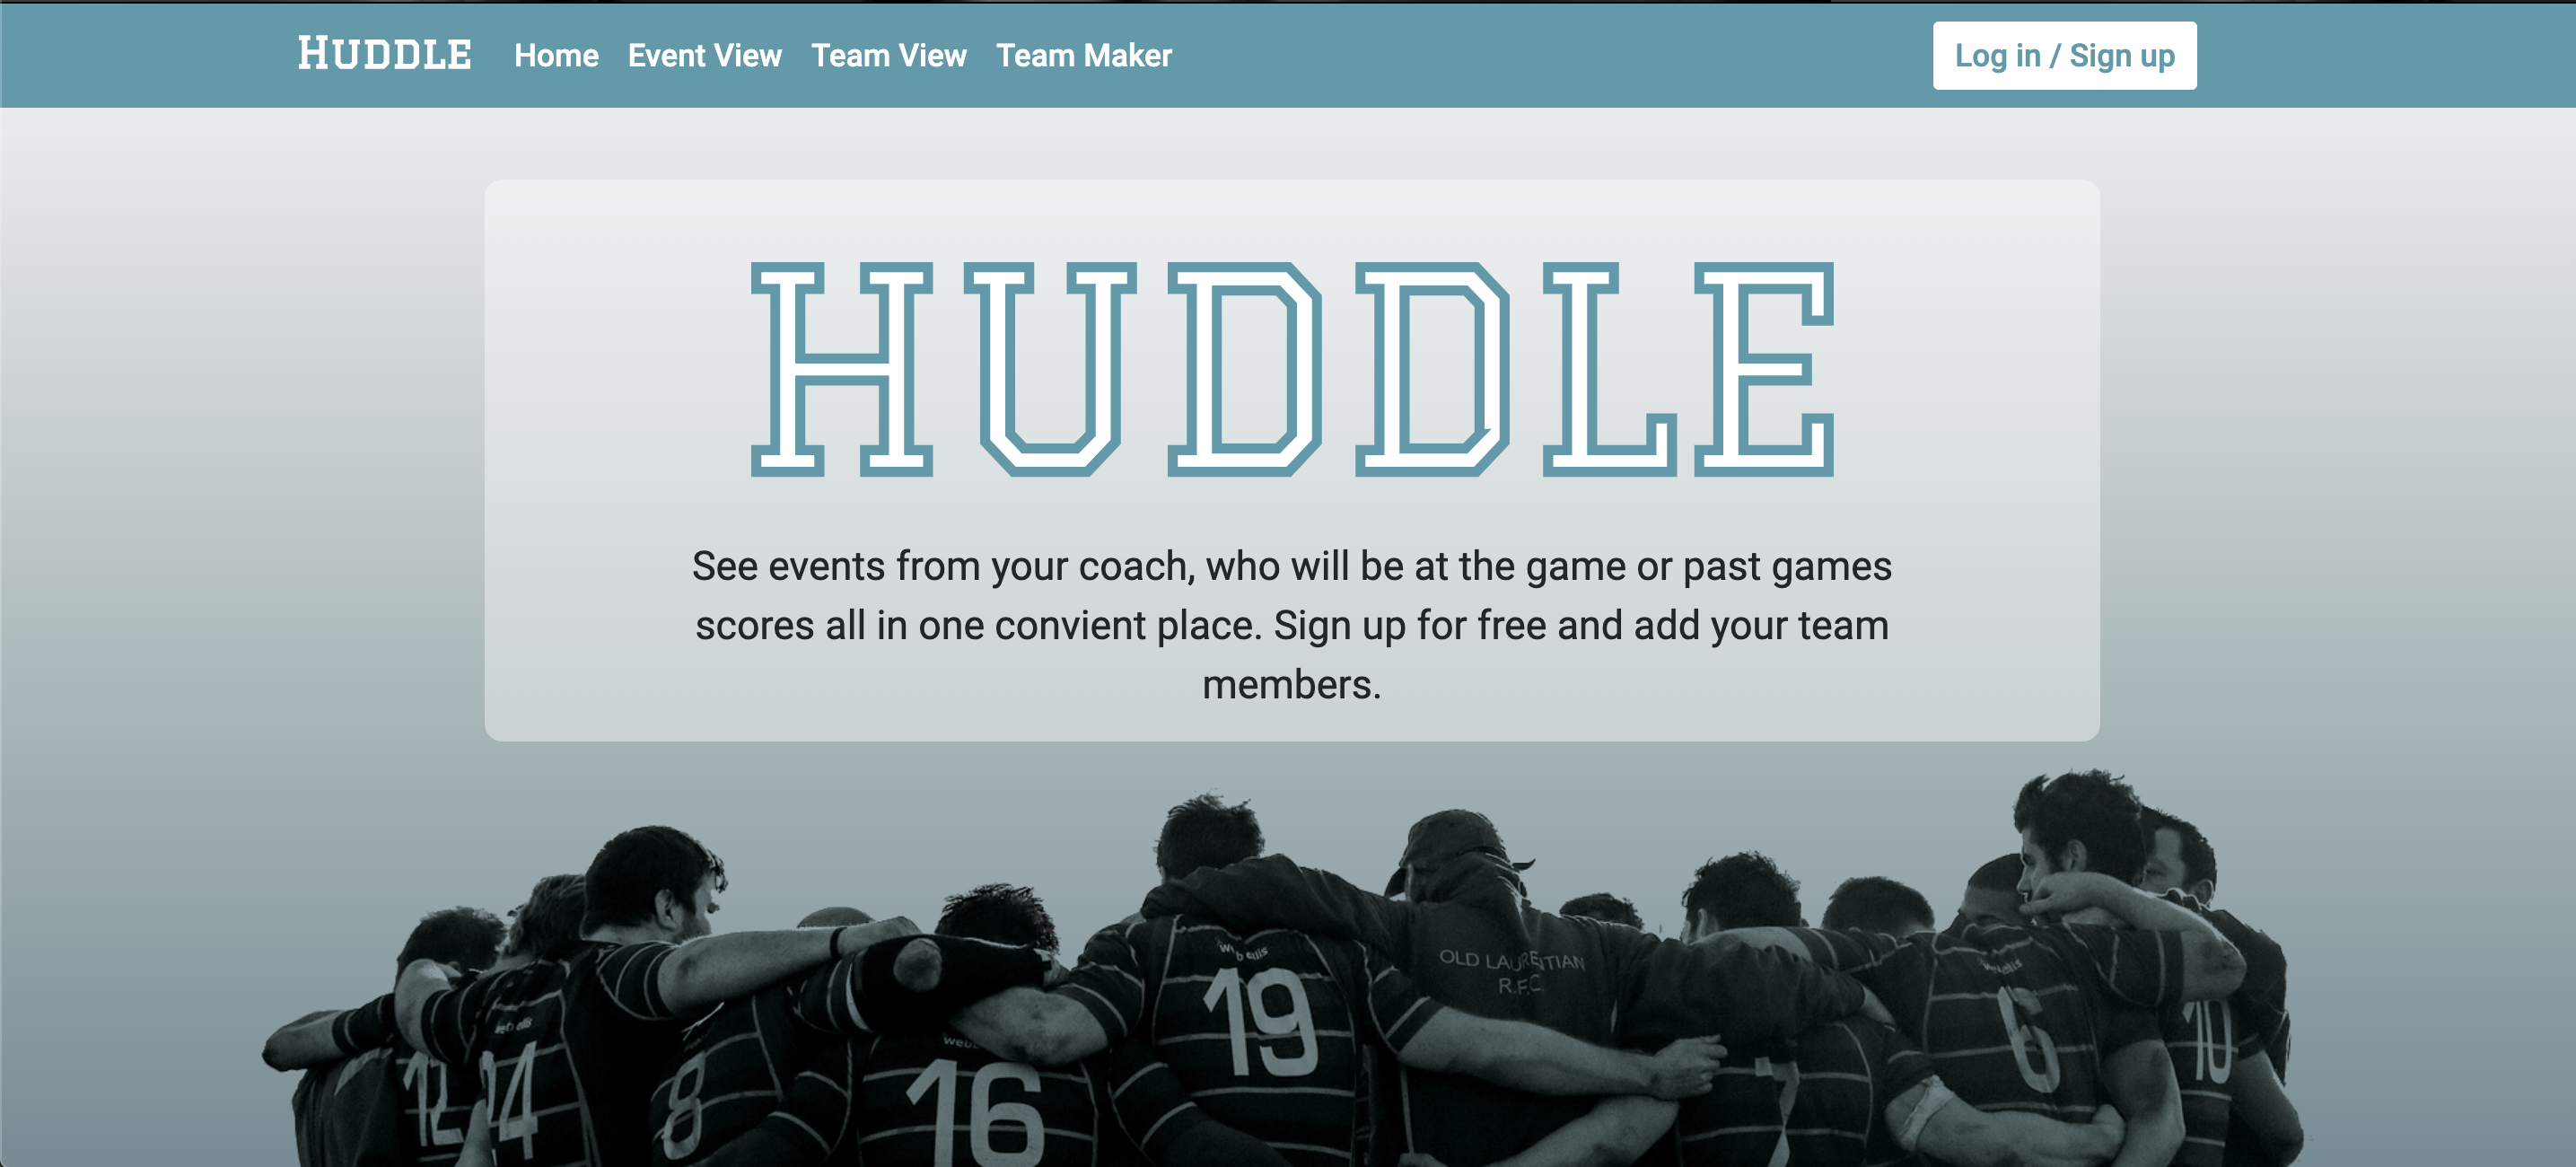 HUDDLE Home Event View Team View Team Maker Log in / Sign up
HUDDLE
See events from your coach, who will be at the game or past games
scores all in one convient place. Sign up for free and add your team
members.
OLD LAURENTIAN
R.F.C.
19
12
14
8
16
6
10